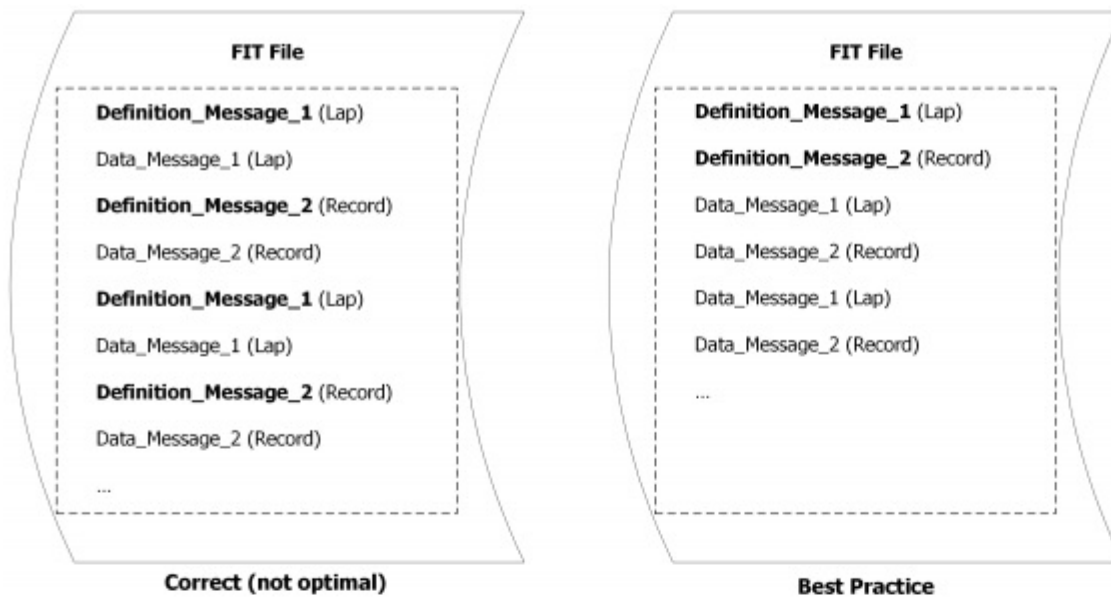 FIT File
Definition_Message_1 (Lap)
Data_Message_1 (Lap)
Definition_Message_2 (Record)
Data_Message_2 (Record)
Definition_Message_1 (Lap)
Data_Message_1 (Lap)
Definition_Message_2 (Record)
Data_Message_2 (Record)
...
Correct (not optimal)
FIT File
Definition_Message_1 (Lap)
Definition_Message_2 (Record)
Data_Message_1 (Lap)
Data_Message_2 (Record)
Data_Message_1 (Lap)
Data_Message_2 (Record)
...
Best Practice